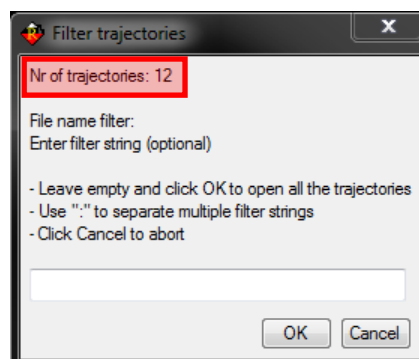 Filter trajectories
x
Nr of trajectories: 12
File name filter:
Enter filter string (optional)
- Leave empty and click OK to open all the trajectories
- Use ":" to separate multiple filter strings
- Click Cancel to abort
OK Cancel